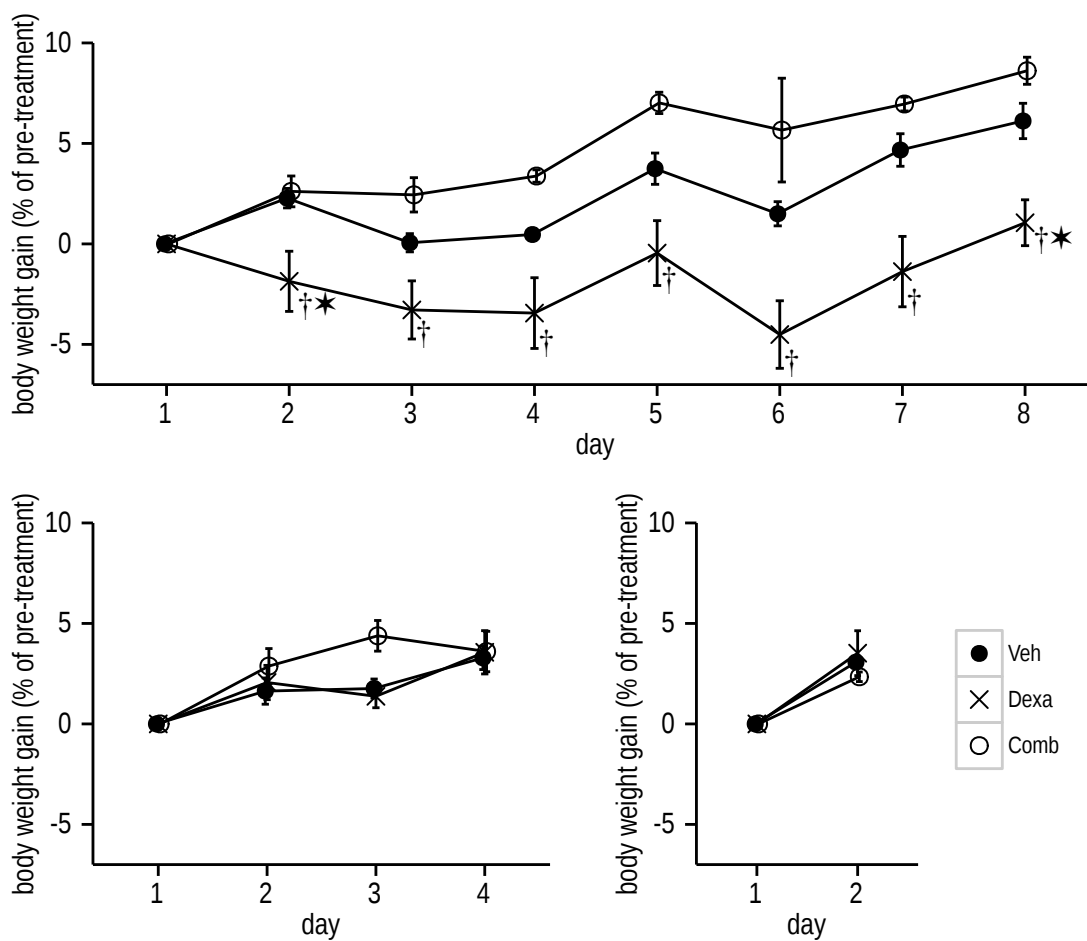 body weight gain (% of pre-treatment)
10
5
0
-5
†✶
†
†
†
†
†
†✶
1 2 3 4 5 6 7 8
day
body weight gain (% of pre-treatment)
10
5
0
-5
1 2 3 4
day
body weight gain (% of pre-treatment)
10
5
0
-5
1 2
day
Veh
Dexa
Comb